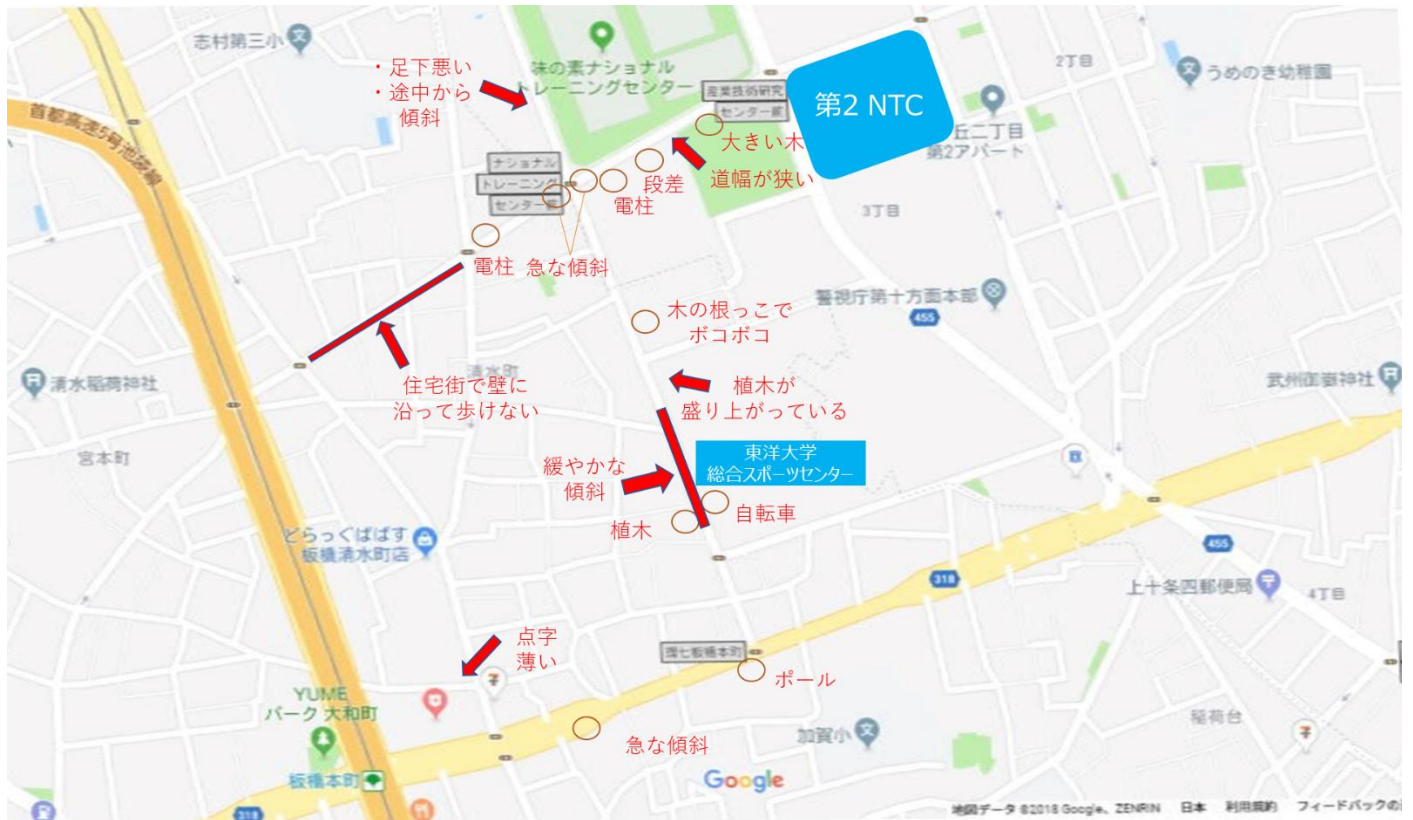 志村第三小
味の素ナショナル
トレーニングセンター
・足下悪い
・途中から
傾斜
首都高速5号池袋線
産業技術研究
センター前
第2 NTC
2丁目
うめのき幼稚園
丘二丁目
第2アパート
大きい木
道幅が狭い
段差
電柱
ナショナル
トレーニング
センター前
3丁目
電柱
急な傾斜
木の根っこで
ボコボコ
警視庁第十方面本部
455
清水稲荷神社
清水町
住宅街で壁に
沿って歩けない
植木が
盛り上がっている
武州御嶽神社
宮本町
緩やかな
傾斜
東洋大学
総合スポーツセンター
自転車
植木
どらっぐぱぱす
板橋清水町店
455
318
上十条四郵便局
4丁目
点字
薄い
環七板橋本町
ポール
YUME
パーク 大和町
急な傾斜
加賀小
稲荷台
板橋本町
318
Google
地図データ ©2018 Google、ZENRIN 日本 利用規約 フィードバックの